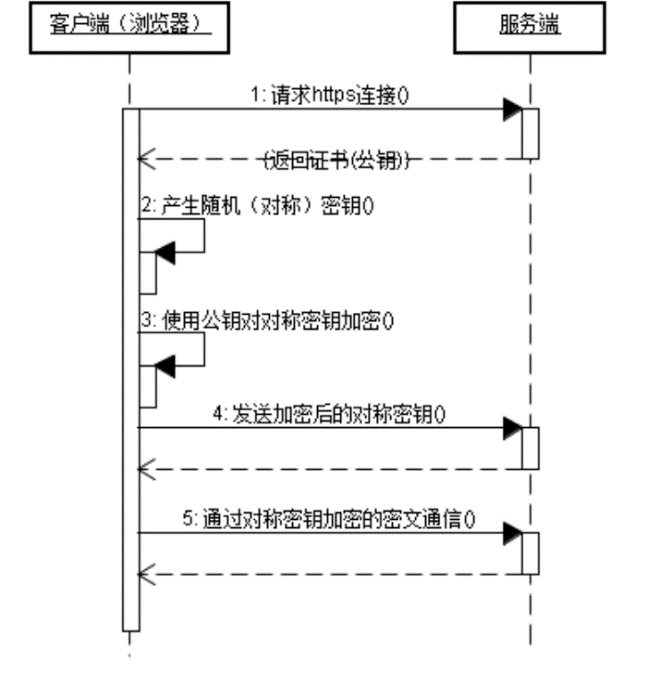 客户端（浏览器）
服务端
1: 请求https连接()
(返回证书(公钥))
2: 产生随机（对称）密钥()
3: 使用公钥对对称密钥加密()
4: 发送加密后的对称密钥()
5: 通过对称密钥加密的密文通信()